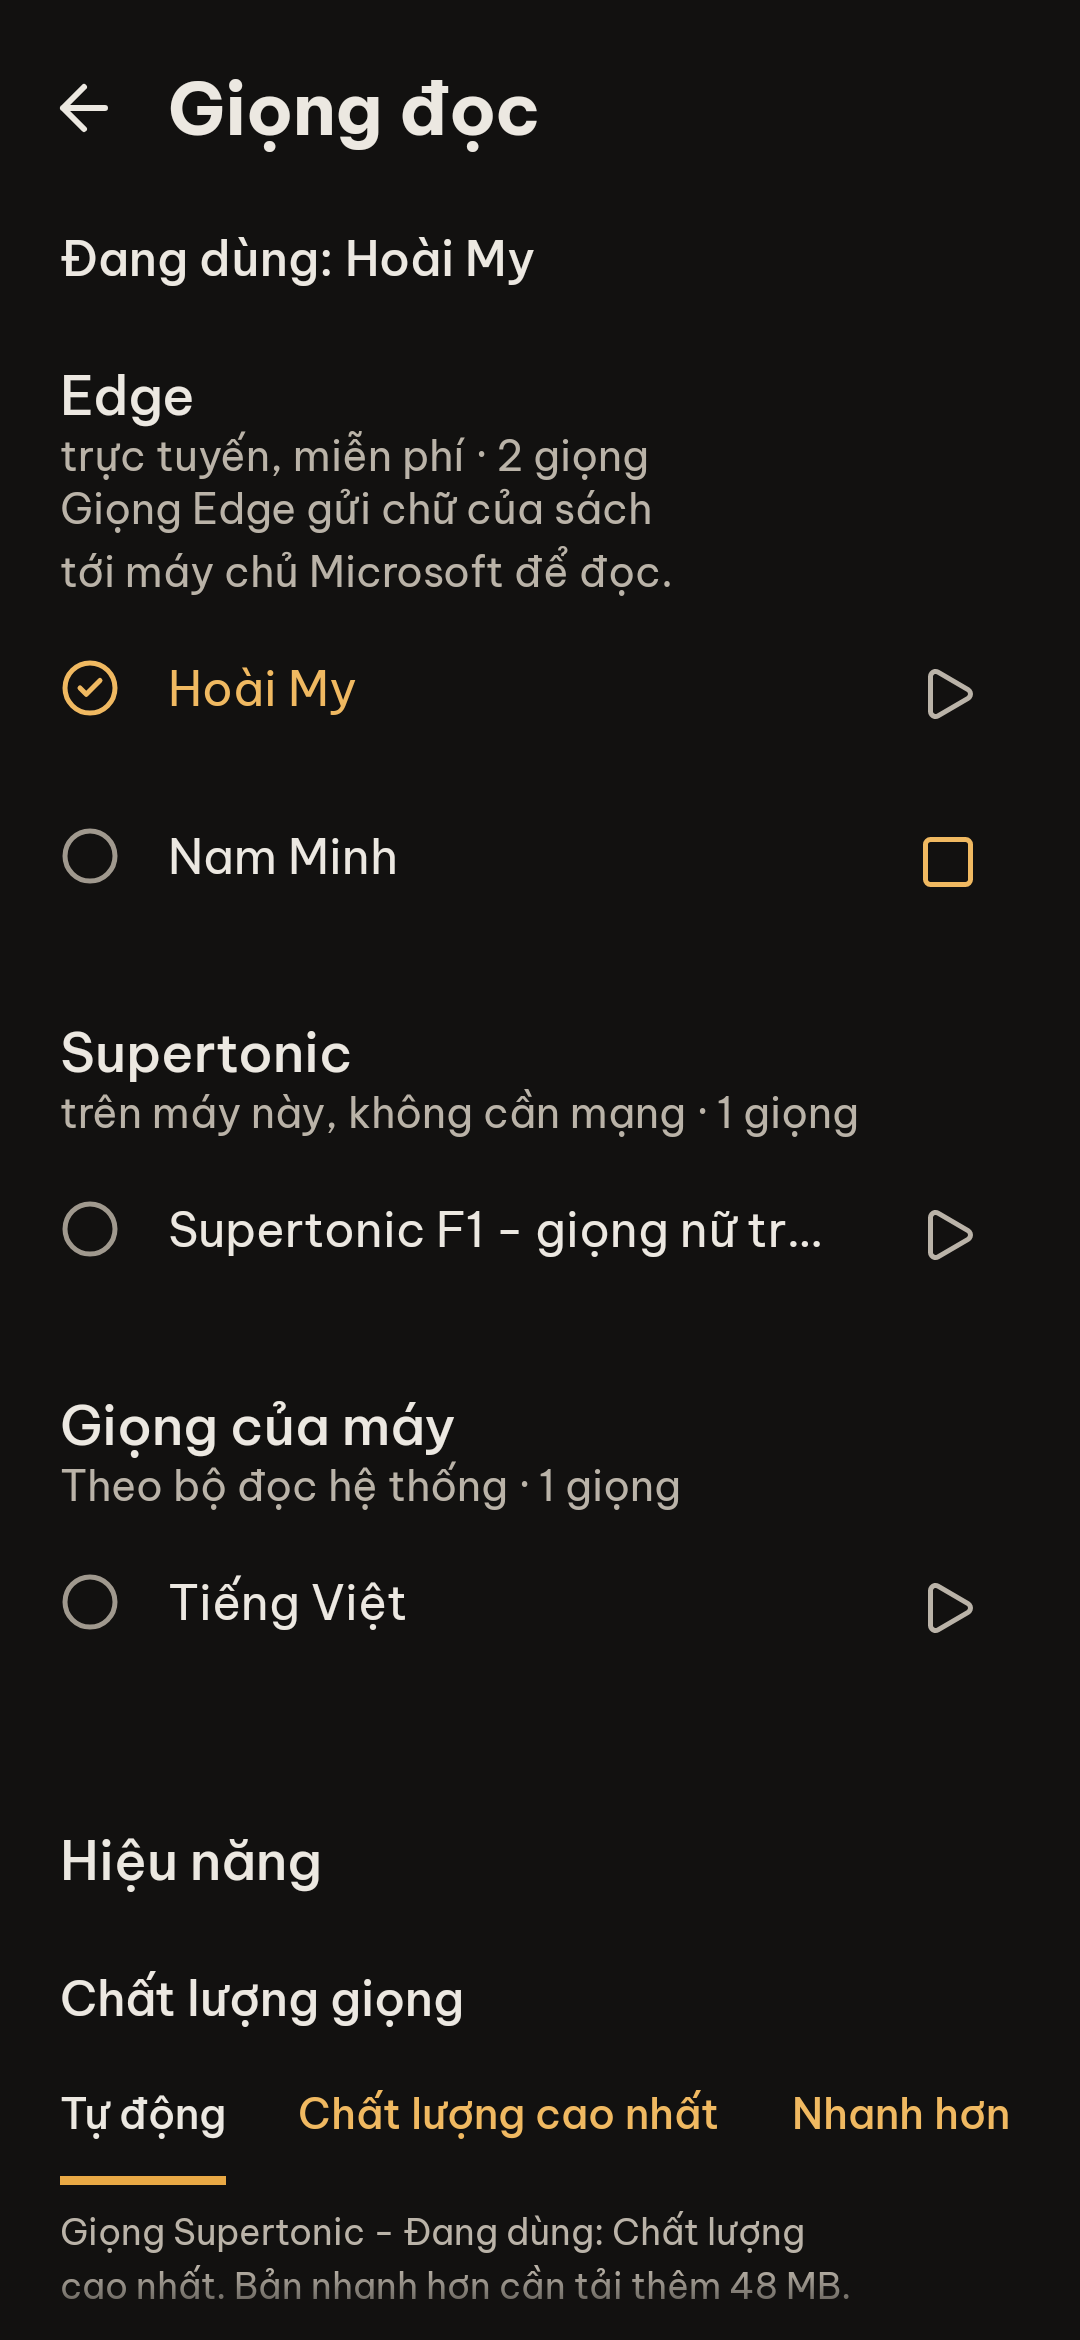 Giọng đọc
Đang dùng: Hoài My
Edge
trực tuyến, miễn phí · 2 giọng
Giọng Edge gửi chữ của sách
tới máy chủ Microsoft để đọc.
Hoài My
Nam Minh
Supertonic
trên máy này, không cần mạng · 1 giọng
Supertonic F1 – giọng nữ tr...
Giọng của máy
Theo bộ đọc hệ thống · 1 giọng
Tiếng Việt
Hiệu năng
Chất lượng giọng
Tự động Chất lượng cao nhất Nhanh hơn
Giọng Supertonic – Đang dùng: Chất lượng
cao nhất. Bản nhanh hơn cần tải thêm 48 MB.